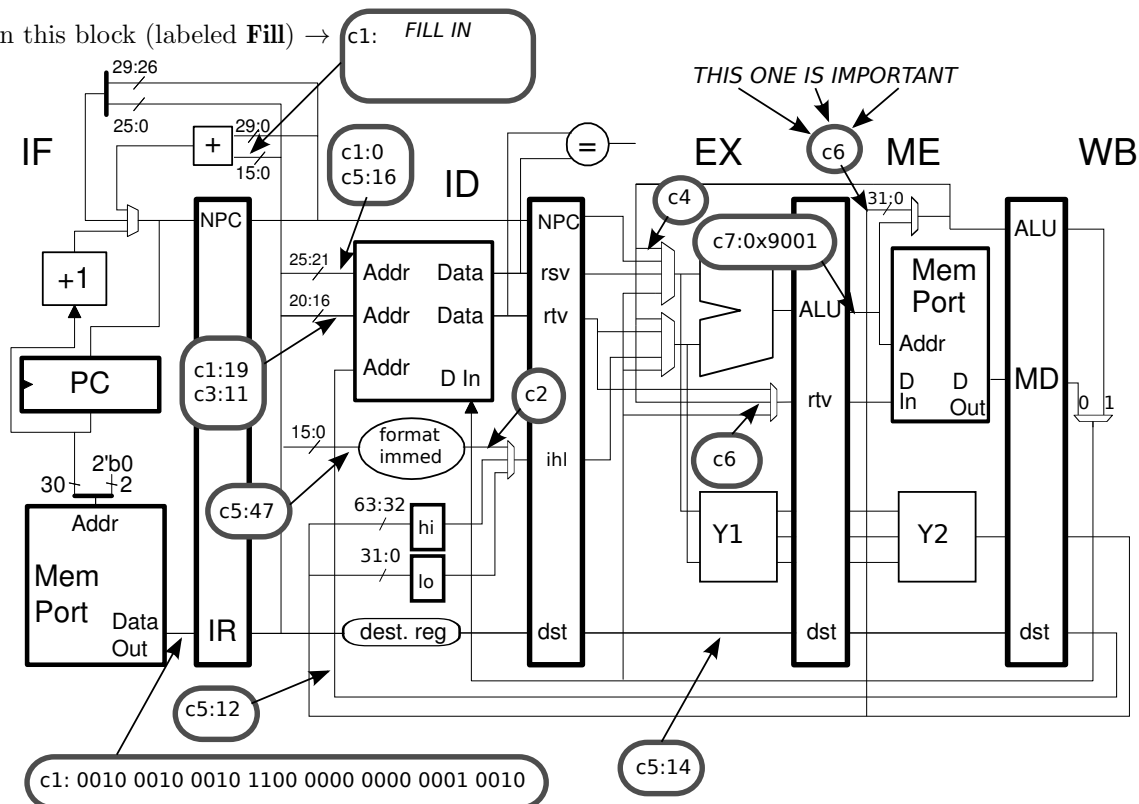 n this block (labeled Fill) →
c1: FILL IN
29:26
25:0
29:0
15:0
THIS ONE IS IMPORTANT
IF
+
c1:0
c5:16
ID
=
EX
c6
ME
WB
NPC
NPC
c4
31:0
c7:0x9001
ALU
+1
25:21
Addr
Data
rsv
Mem
Port
20:16
Addr
Data
rtv
ALU
Addr
PC
c1:19
c3:11
Addr
D In
c2
rtv
D
In
D
Out
MD
0 1
15:0
format
immed
ihl
c6
30
2'b0
2
c5:47
63:32
hi
Addr
31:0
lo
Y1
Y2
Mem
Port
Data
Out
IR
dest. reg
dst
dst
dst
c5:12
c5:14
c1: 0010 0010 0010 1100 0000 0000 0001 0010